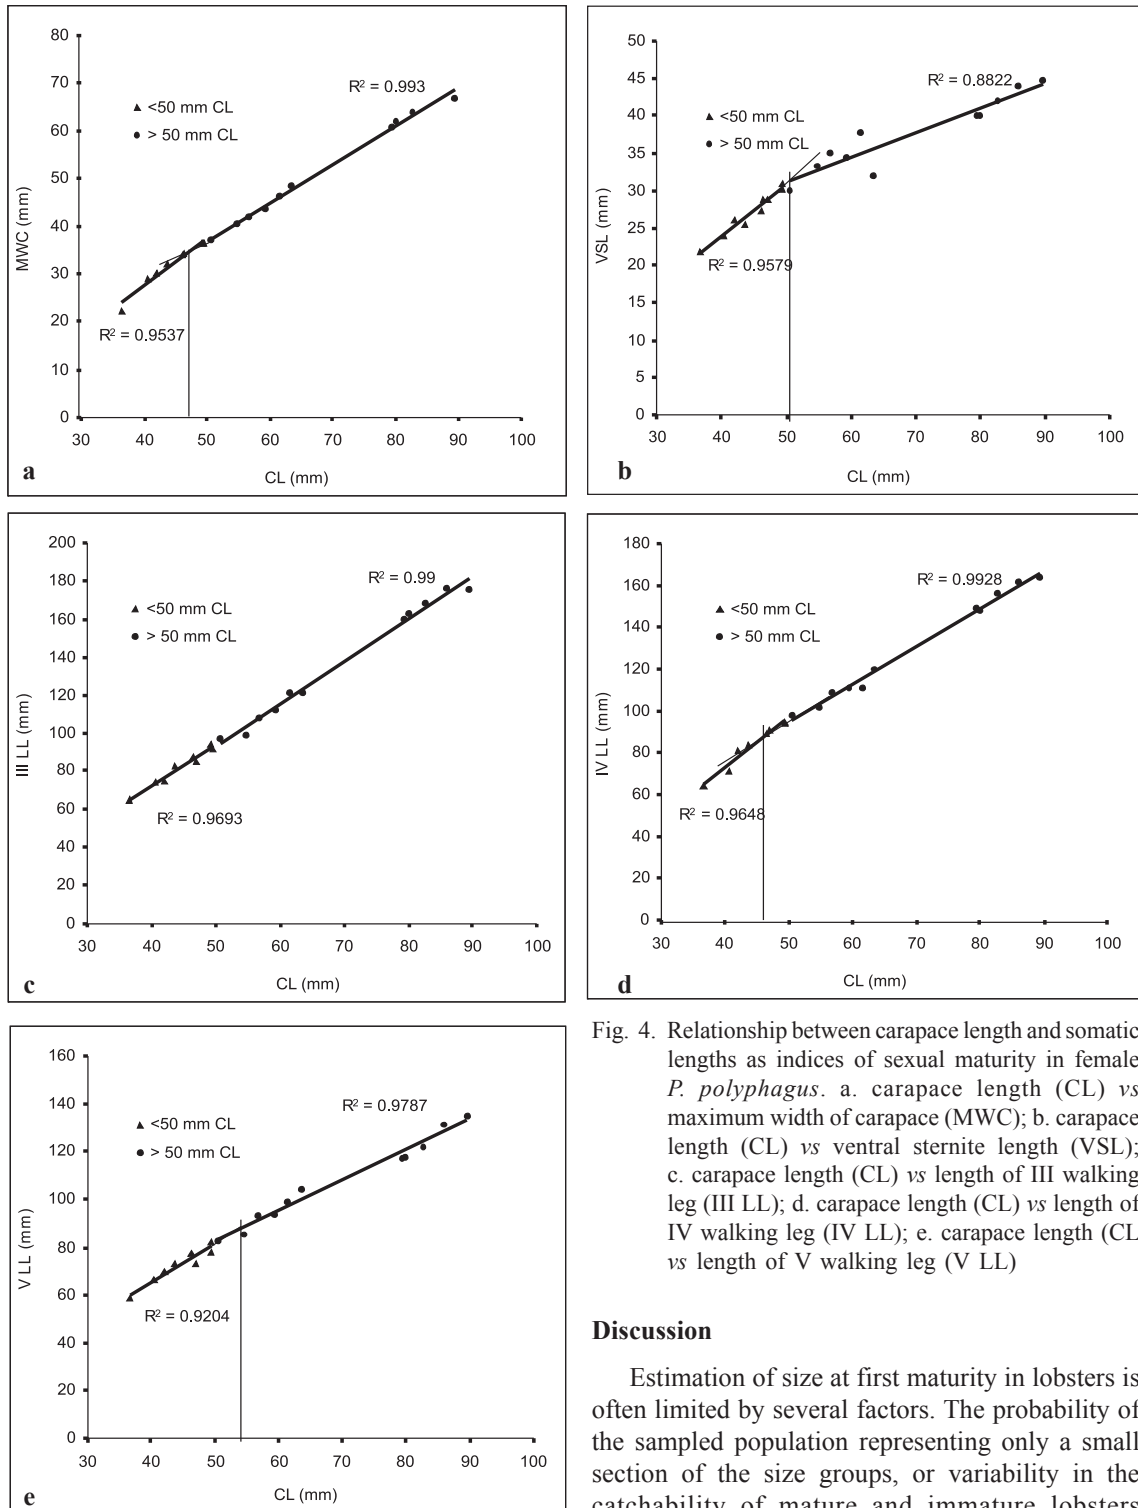 80
70
60
50
40
30
20
10
0
MWC (mm)
R² = 0.993
<50 mm CL
> 50 mm CL
R² = 0.9537
30 40 50 60 70 80 90 100
CL (mm)
a
50
45
40
35
30
25
20
15
10
5
0
VSL (mm)
R² = 0.8822
<50 mm CL
> 50 mm CL
R² = 0.9579
30 40 50 60 70 80 90 100
CL (mm)
b
200
180
160
140
120
100
80
60
40
20
0
III LL (mm)
R² = 0.99
<50 mm CL
> 50 mm CL
R² = 0.9693
30 40 50 60 70 80 90 100
CL (mm)
c
180
160
140
120
100
80
60
40
20
0
IV LL (mm)
R² = 0.9928
<50 mm CL
> 50 mm CL
R² = 0.9648
30 40 50 60 70 80 90 100
CL (mm)
d
160
140
120
100
80
60
40
20
0
V LL (mm)
R² = 0.9787
<50 mm CL
> 50 mm CL
R² = 0.9204
30 40 50 60 70 80 90 100
CL (mm)
e
Fig. 4. Relationship between carapace length and somatic
lengths as indices of sexual maturity in female
P. polyphagus. a. carapace length (CL) vs
maximum width of carapace (MWC); b. carapace
length (CL) vs ventral sternite length (VSL);
c. carapace length (CL) vs length of III walking
leg (III LL); d. carapace length (CL) vs length of
IV walking leg (IV LL); e. carapace length (CL
vs length of V walking leg (V LL)
Discussion
Estimation of size at first maturity in lobsters is
often limited by several factors. The probability of
the sampled population representing only a small
section of the size groups, or variability in the
catchability of mature and immature lobsters